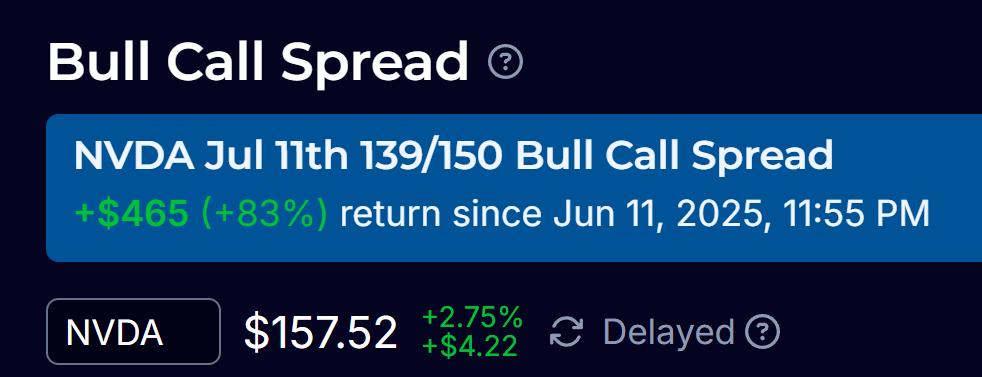 Bull Call Spread ?
NVDA Jul 11th 139/150 Bull Call Spread
+$465 (+83%) return since Jun 11, 2025, 11:55 PM
NVDA $157.52 +2.75% +$4.22 Delayed ?